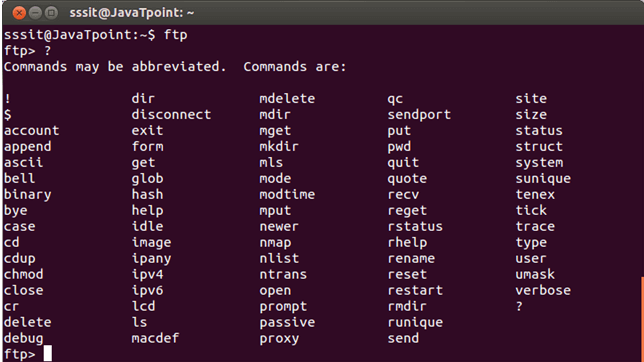 sssit@JavaTpoint: ~
sssit@JavaTpoint:~$ ftp
ftp> ?
Commands may be abbreviated.  Commands are:

!               dir             mdelete         qc              site
$               disconnect      mdir            sendport        size
account         exit            mget            put             status
append          form            mkdir           pwd             struct
ascii           get             mls             quit            system
bell            glob            mode            quote           sunique
binary          hash            modtime         recv            tenex
bye             help            mput            reget           tick
case            idle            newer           rstatus         trace
cd              image           nmap            rhelp           type
cdup            ipany           nlist           rename          user
chmod           ipv4            ntrans          reset           umask
close           ipv6            open            restart         verbose
cr              lcd             prompt          rmdir           ?
delete          ls              passive         runique
debug           macdef          proxy           send
ftp>